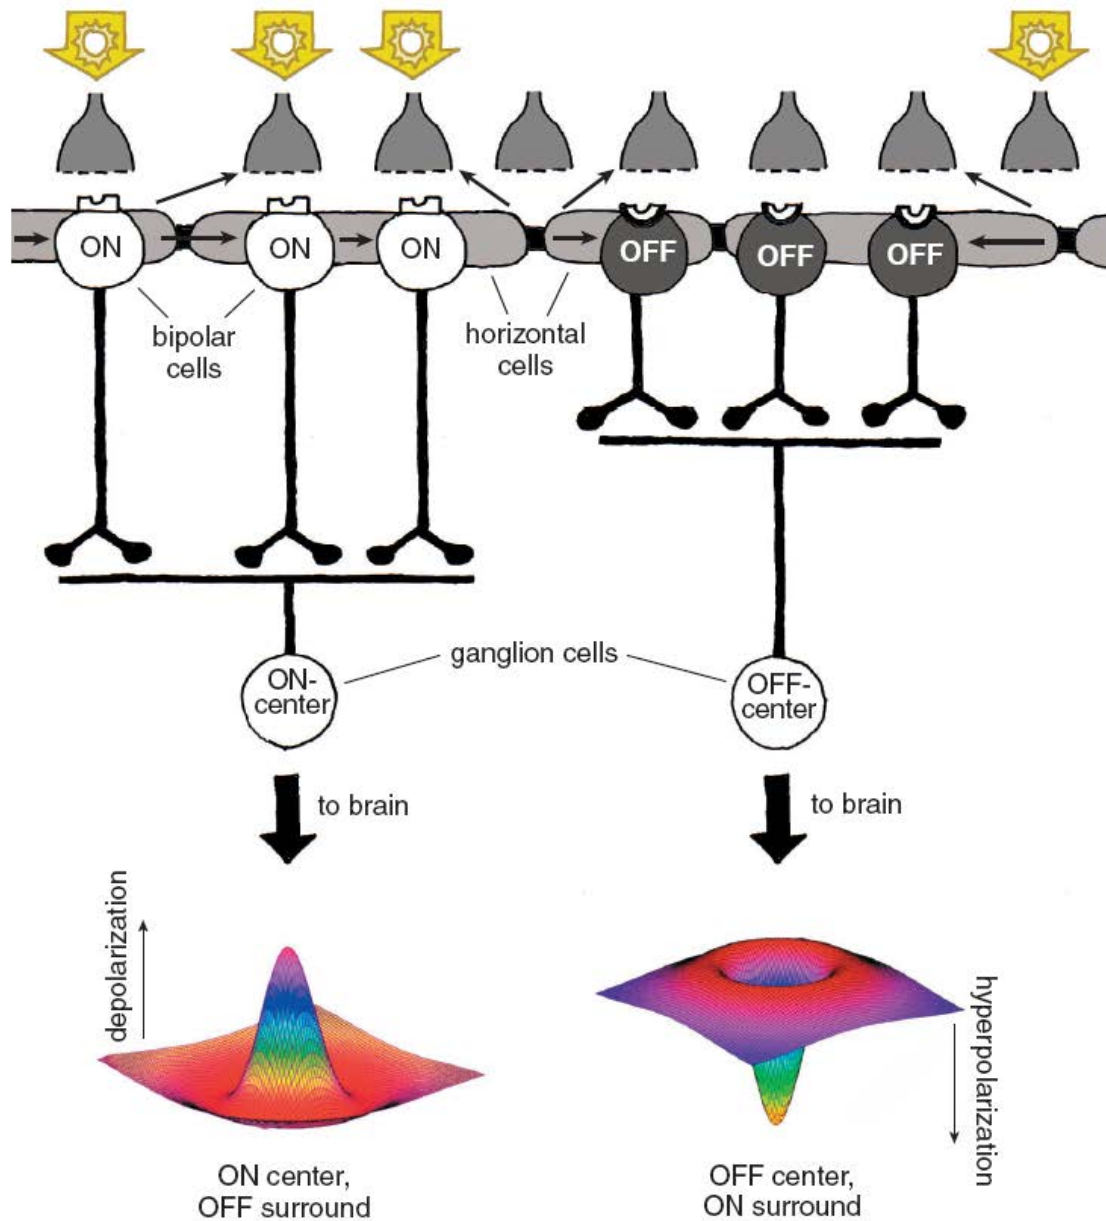 ON
ON
ON
OFF
OFF
OFF
bipolar
cells
horizontal
cells
ganglion cells
ON-
center
OFF-
center
to brain
to brain
depolarization
hyperpolarization
ON center,
OFF surround
OFF center,
ON surround